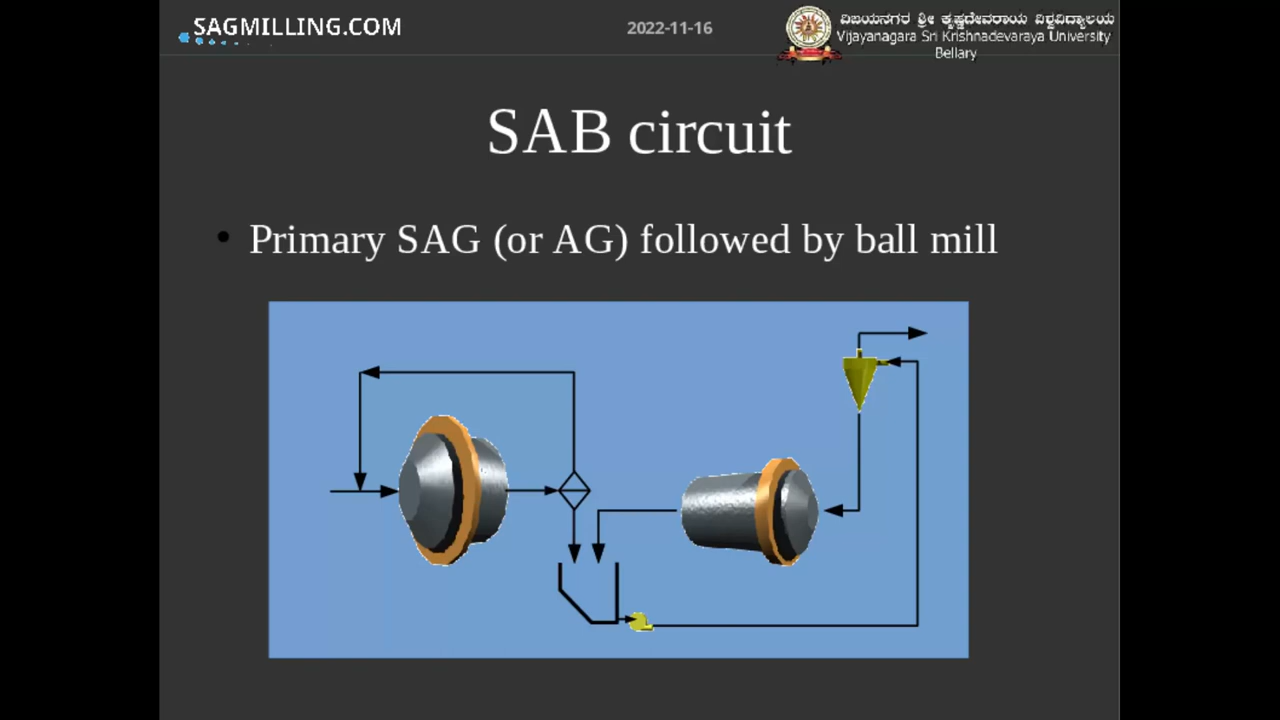 SAGMILLING.COM
2022-11-16
ವಿಜಯನಗರ ಶ್ರೀ ಕೃಷ್ಣದೇವರಾಯ ವಿಶ್ವವಿದ್ಯಾಲಯ
Vijayanagara Sri Krishnadevaraya University
Bellary
SAB circuit
• Primary SAG (or AG) followed by ball mill